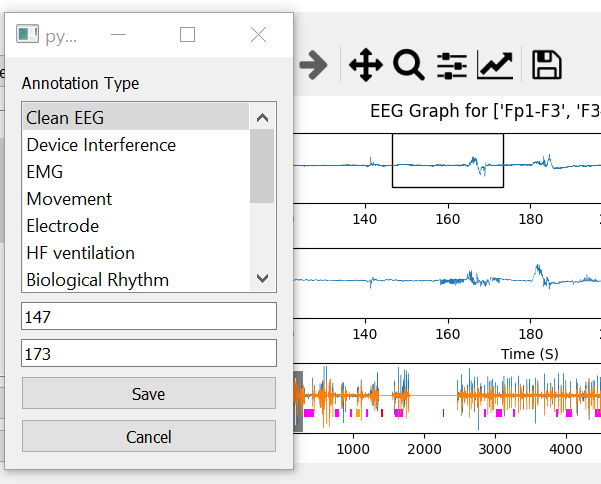 py...
Annotation Type
Clean EEG
Device Interference
EMG
Movement
Electrode
HF ventilation
Biological Rhythm
147
173
Save
Cancel
EEG Graph for ['Fp1-F3', 'F3
140 160 180
140 160 180
Time (S)
1000 2000 3000 4000